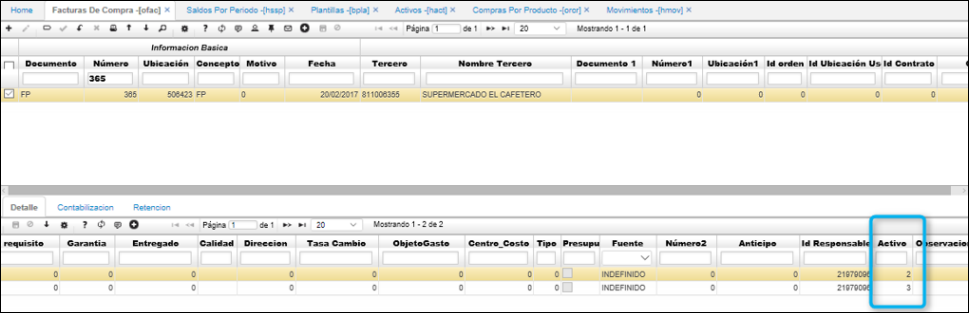 Home Facturas De Compra -[ofac] × Saldos Por Periodo -[hssp] × Plantillas -[bpla] × Activos -[hact] × Compras Por Producto -[oror] × Movimientos -[hmov] ×
Página 1 de 1 20 Mostrando 1 - 1 de 1
Informacion Basica
Documento Número Ubicación Concepto Motivo Fecha Tercero Nombre Tercero Documento 1 Número1 Ubicación1 Id orden Id Ubicación Us Id Contrato
365
FP 365 506423 FP 0 20/02/2017 811006355 SUPERMERCADO EL CAFETERO 0 0 0 0 0
Detalle Contabilizacion Retencion
Página 1 de 1 20 Mostrando 1 - 2 de 2
requisito Garantia Entregado Calidad Direccion Tasa Cambio ObjetoGasto Centro_Costo Tipo Presupu Fuente Número2 Anticipo Id Responsable Activo Observacion
0 0 0 0 0 0 0 0 INDEFINIDO 0 0 21979096 2
0 0 0 0 0 0 0 0 INDEFINIDO 0 0 21979096 3